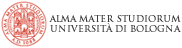 ALMA MATER STUDIORUM
UNIVERSITÀ DI BOLOGNA